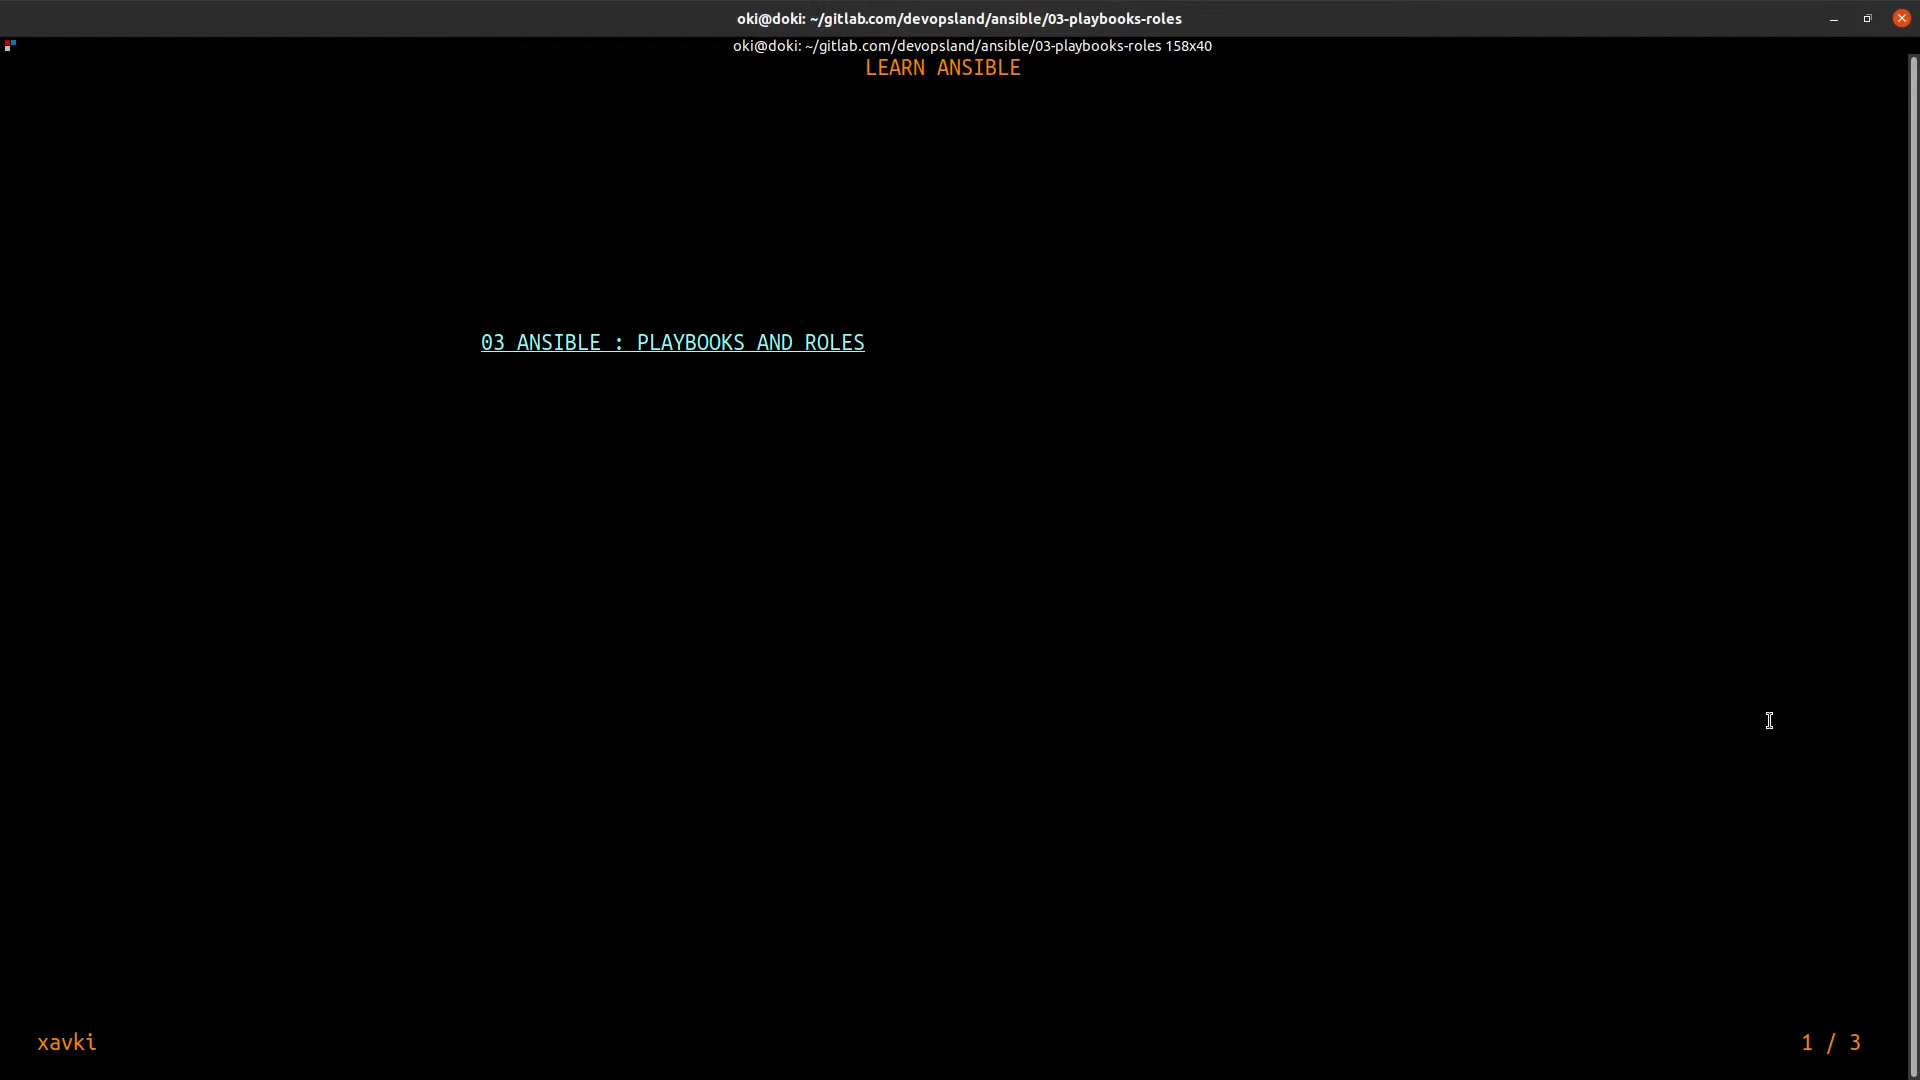 oki@doki: ~/gitlab.com/devopsland/ansible/03-playbooks-roles
oki@doki: ~/gitlab.com/devopsland/ansible/03-playbooks-roles 158x40
LEARN ANSIBLE
03 ANSIBLE : PLAYBOOKS AND ROLES
xavki
1 / 3